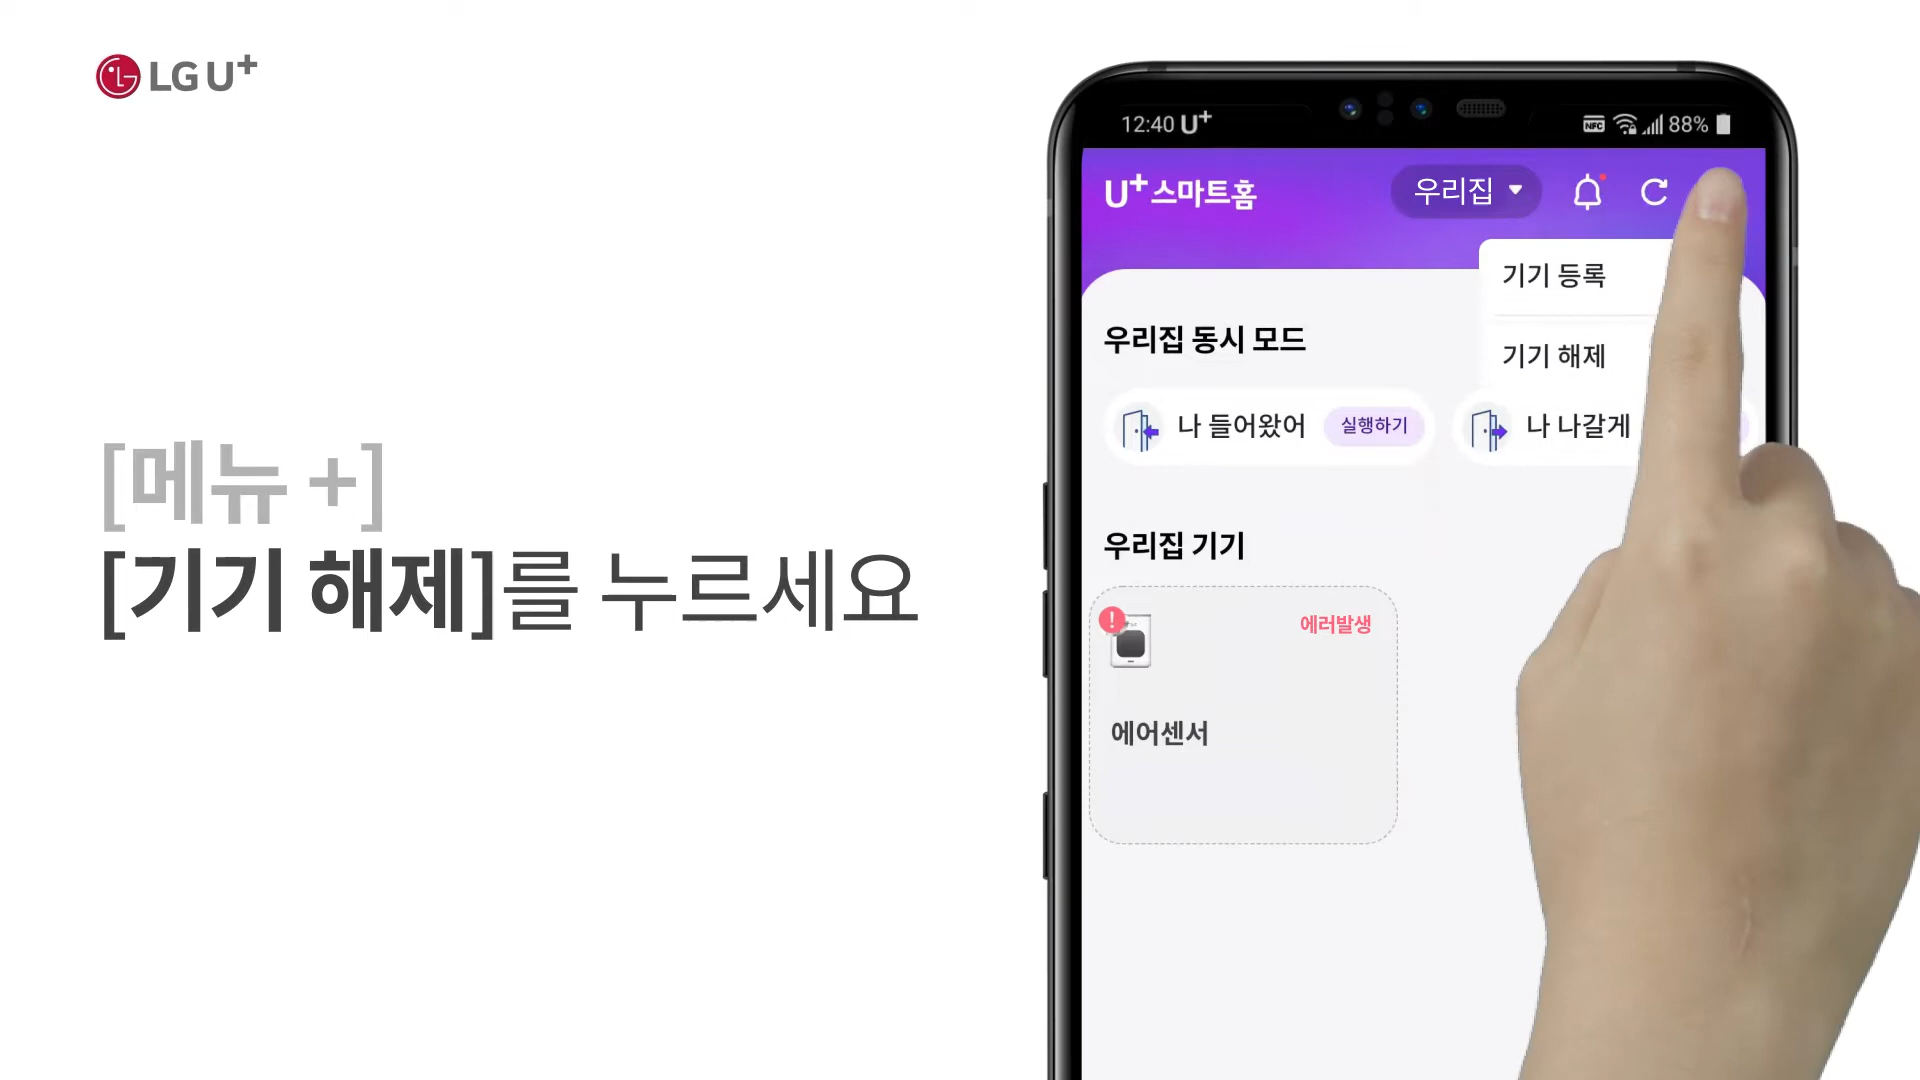 LG U+
[메뉴 +]
[기기 해제]를 누르세요
12:40 U+
NFC 88%
U+스마트홈
우리집
기기 등록
기기 해제
우리집 동시 모드
나 들어왔어
실행하기
나 나갈게
우리집 기기
에러발생
에어센서